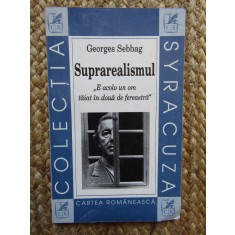 COLECȚIA
Georges Sebbag
Suprarealismul
„E acolo un om
tăiat în două de fereastră“
CARTEA ROMÂNEASCĂ
SYRACUZA